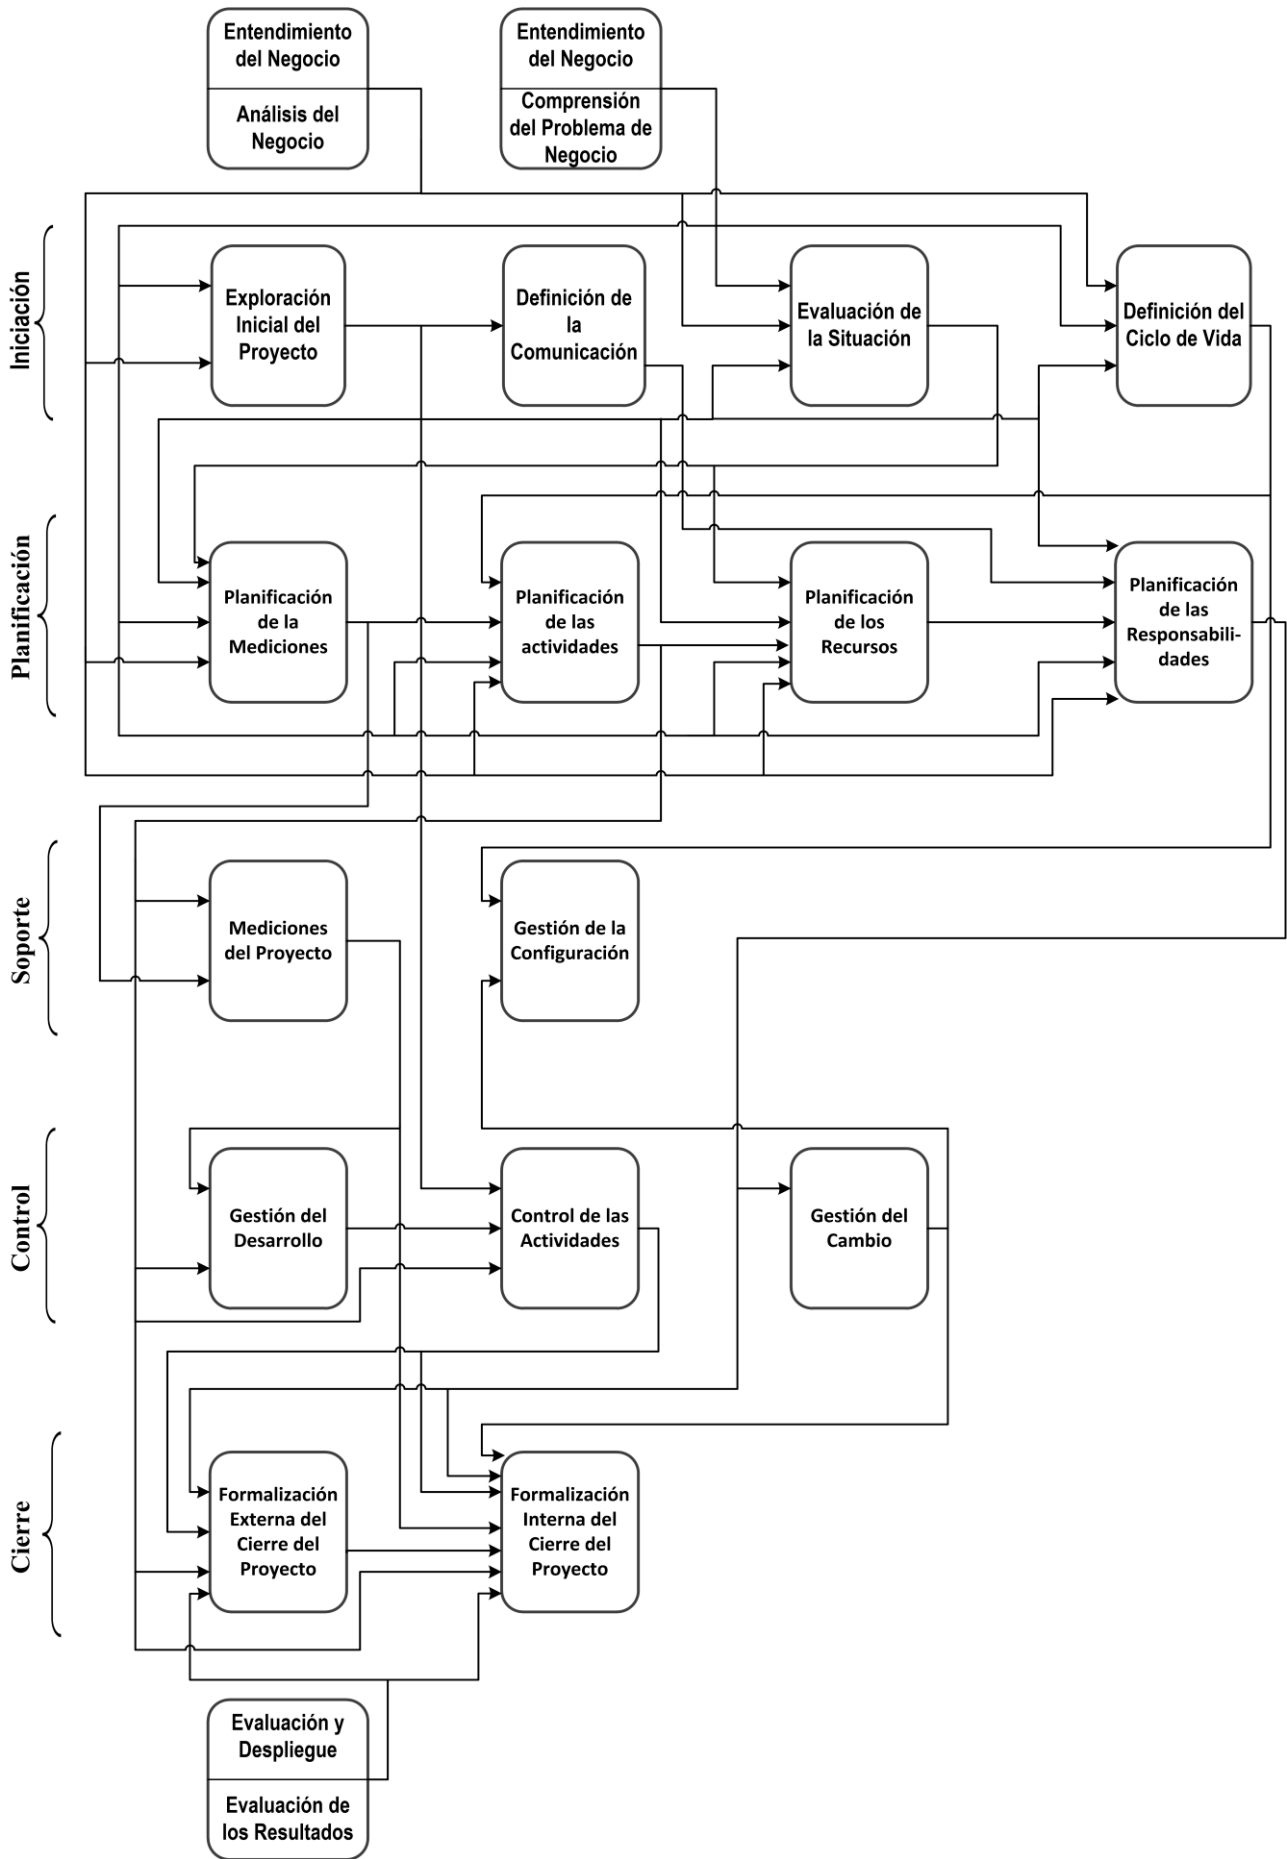 Entendimiento
del Negocio
Análisis del
Negocio
Entendimiento
del Negocio
Comprensión
del Problema de
Negocio
Iniciación
Exploración
Inicial del
Proyecto
Definición de
la
Comunicación
Evaluación de
la Situación
Definición del
Ciclo de Vida
Planificación
Planificación
de la
Mediciones
Planificación
de las
actividades
Planificación
de los
Recursos
Planificación
de las
Responsabili-
dades
Soporte
Mediciones
del Proyecto
Gestión de la
Configuración
Control
Gestión del
Desarrollo
Control de las
Actividades
Gestión del
Cambio
Cierre
Formalización
Externa del
Cierre del
Proyecto
Formalización
Interna del
Cierre del
Proyecto
Evaluación y
Despliegue
Evaluación de
los Resultados